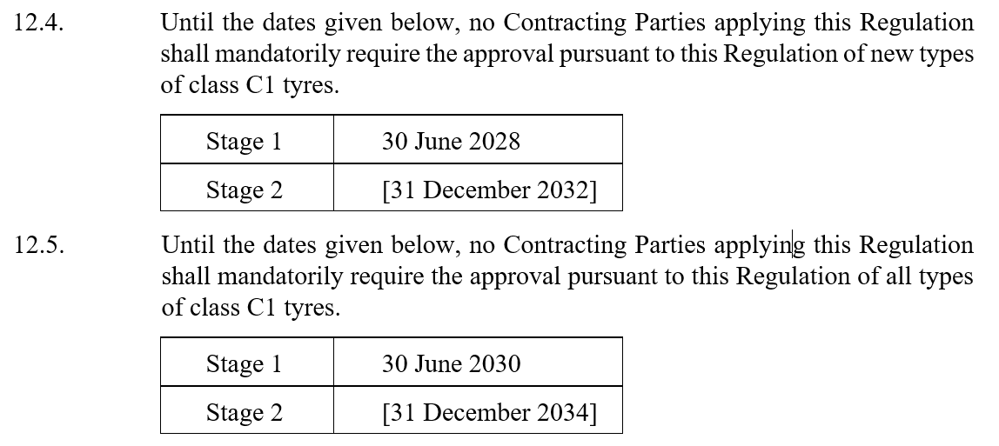 12.4. Until the dates given below, no Contracting Parties applying this Regulation
shall mandatorily require the approval pursuant to this Regulation of new types
of class C1 tyres.
Stage 1 30 June 2028
Stage 2 [31 December 2032]
12.5. Until the dates given below, no Contracting Parties applying this Regulation
shall mandatorily require the approval pursuant to this Regulation of all types
of class C1 tyres.
Stage 1 30 June 2030
Stage 2 [31 December 2034]